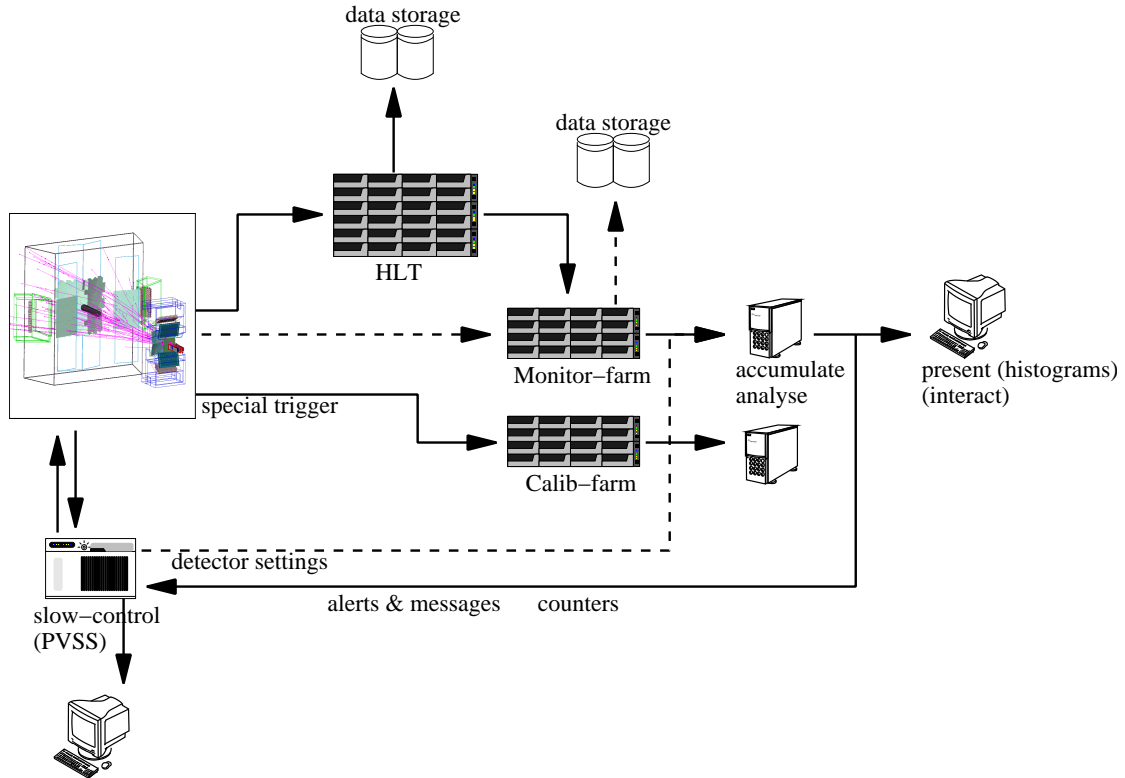 data storage
data storage
HLT
Monitor−farm
accumulate
analyse
present (histograms)
(interact)
special trigger
Calib−farm
detector settings
alerts & messages counters
slow−control
(PVSS)